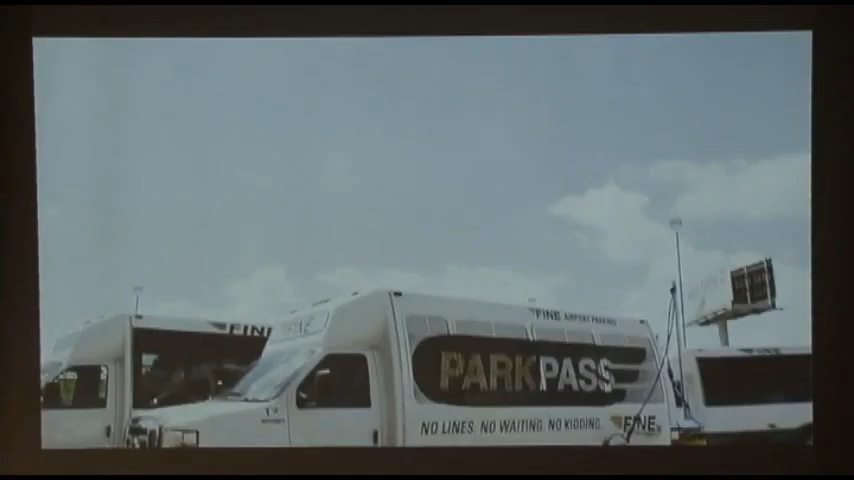 FINE
FINE AIRPORT PARKING
PARKPASS
NO LINES. NO WAITING. NO KIDDING.
FINE